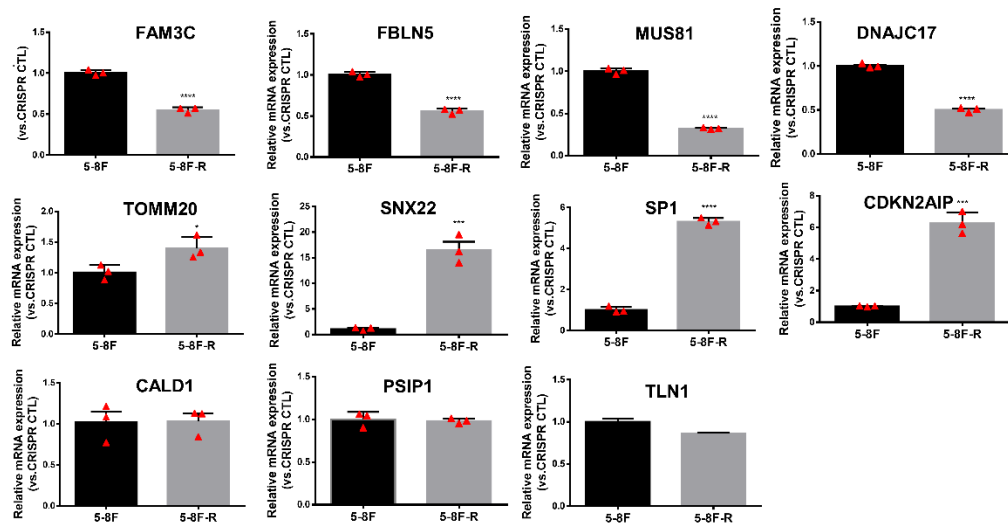 FAM3C
(vs.CRISPR CTL)
1.5
1.0
0.5
0.0
****
5-8F 5-8F-R
FBLN5
Relative mRNA expression
(vs.CRISPR CTL)
1.5
1.0
0.5
0.0
****
5-8F 5-8F-R
MUS81
Relative mRNA expression
(vs.CRISPR CTL)
1.5
1.0
0.5
0.0
****
5-8F 5-8F-R
DNAJC17
Relative mRNA expression
(vs.CRISPR CTL)
1.5
1.0
0.5
0.0
****
5-8F 5-8F-R
TOMM20
Relative mRNA expression
(vs.CRISPR CTL)
2.0
1.5
1.0
0.5
0.0
*
5-8F 5-8F-R
SNX22
Relative mRNA expression
(vs.CRISPR CTL)
25
20
15
10
5
0
***
5-8F 5-8F-R
SP1
Relative mRNA expression
(vs.CRISPR CTL)
6
4
2
0
****
5-8F 5-8F-R
CDKN2AIP
Relative mRNA expression
(vs.CRISPR CTL)
8
6
4
2
0
***
5-8F 5-8F-R
CALD1
Relative mRNA expression
(vs.CRISPR CTL)
1.5
1.0
0.5
0.0
5-8F 5-8F-R
PSIP1
Relative mRNA expression
(vs.CRISPR CTL)
1.5
1.0
0.5
0.0
5-8F 5-8F-R
TLN1
Relative mRNA expression
(vs.CRISPR CTL)
1.5
1.0
0.5
0.0
5-8F 5-8F-R